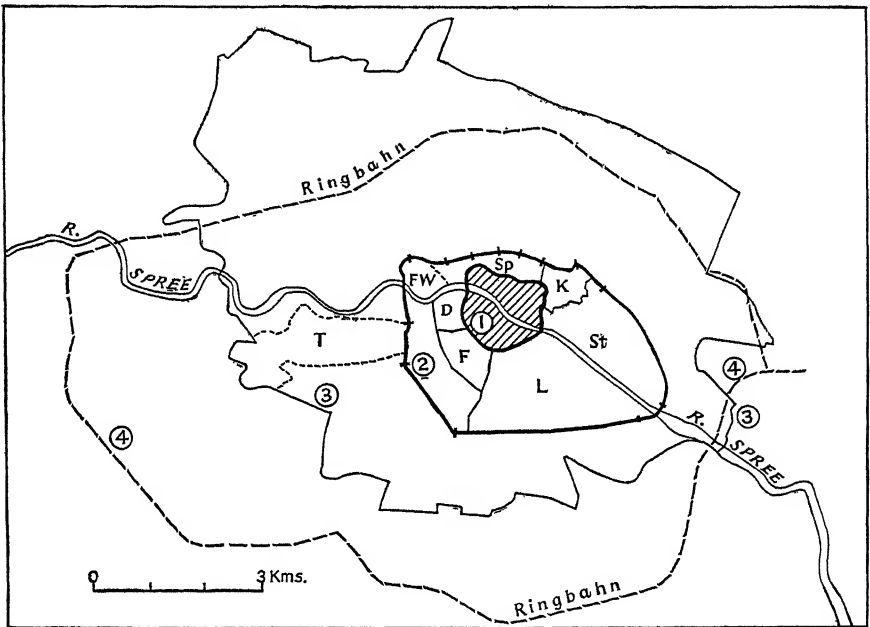 Ringbahn
R.
SPREE
Sp
FW
K
D
①
St
T
F
②
L
③
④
④
③
R.
SPREE
0 3 Kms.
Ringbahn